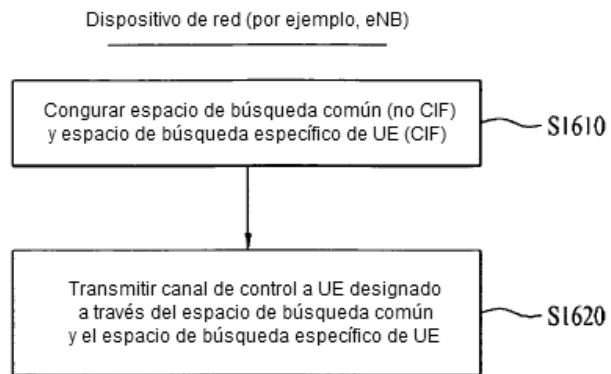 Dispositivo de red (por ejemplo, eNB)
Congurar espacio de búsqueda común (no CIF)
y espacio de búsqueda específico de UE (CIF)
S1610
Transmitir canal de control a UE designado
a través del espacio de búsqueda común
y el espacio de búsqueda específico de UE
S1620